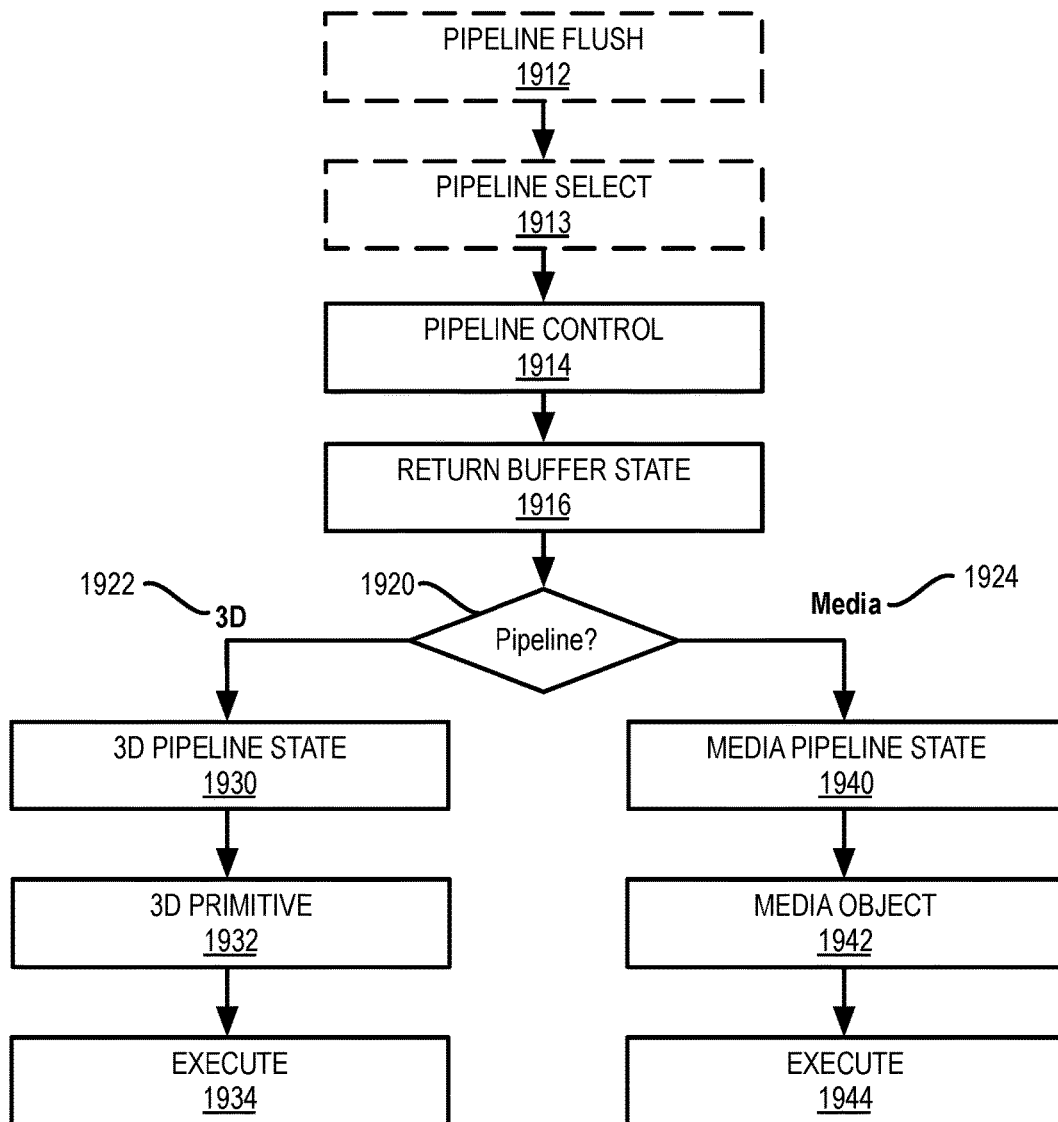 PIPELINE FLUSH
1912
PIPELINE SELECT
1913
PIPELINE CONTROL
1914
RETURN BUFFER STATE
1916
1922
3D
1920
Pipeline?
Media
1924
3D PIPELINE STATE
1930
MEDIA PIPELINE STATE
1940
3D PRIMITIVE
1932
MEDIA OBJECT
1942
EXECUTE
1934
EXECUTE
1944